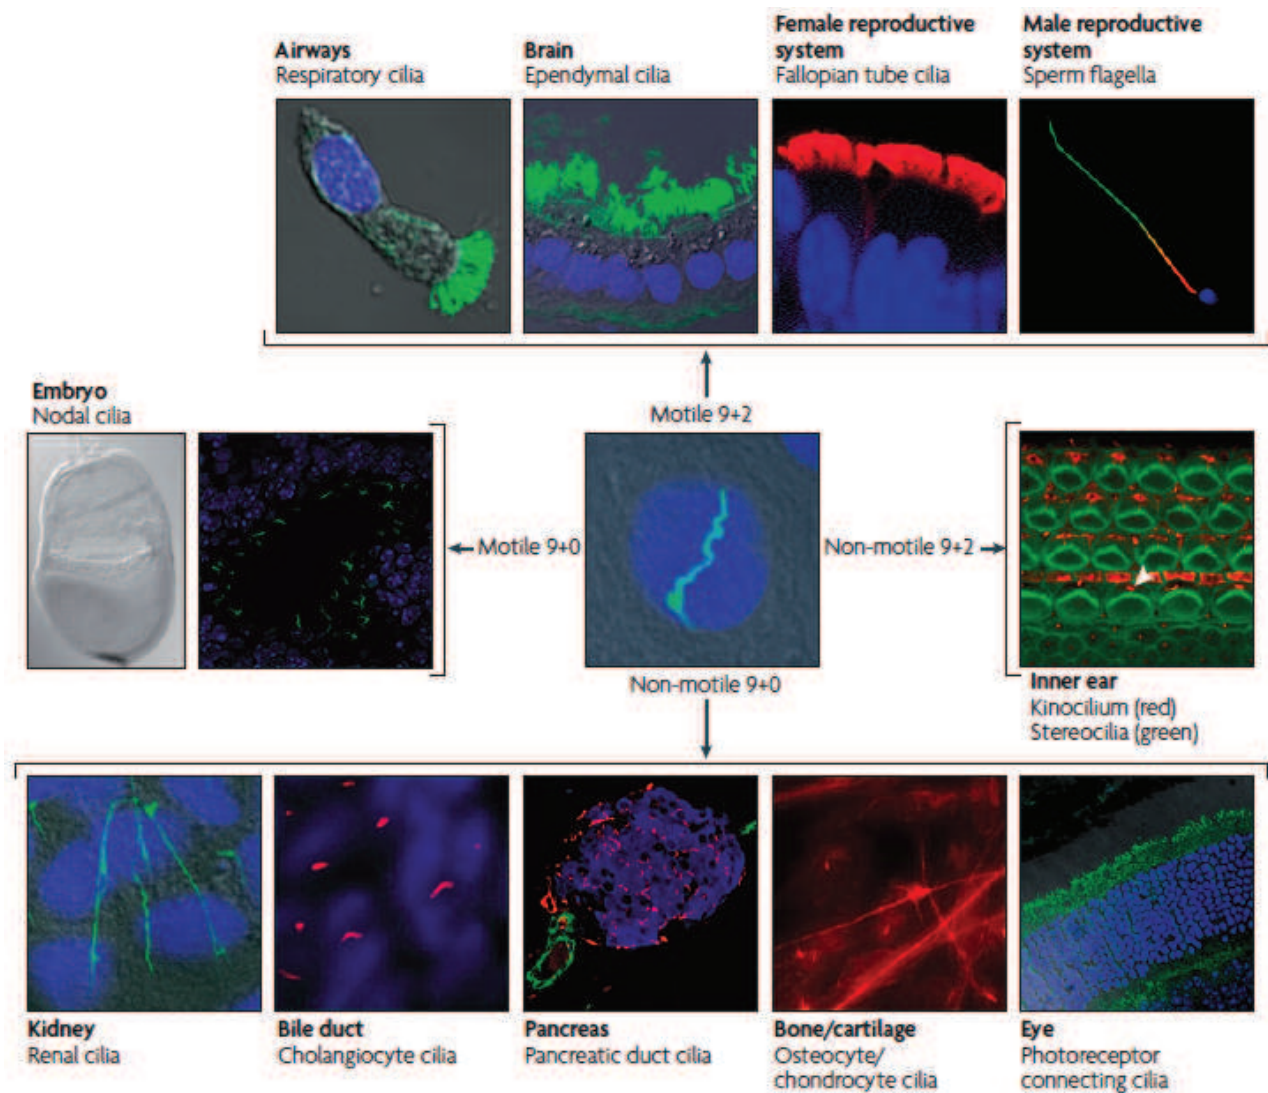 Airways
Respiratory cilia
Brain
Ependymal cilia
Female reproductive
system
Fallopian tube cilia
Male reproductive
system
Sperm flagella
Embryo
Nodal cilia
Motile 9+2
Motile 9+0
Non-motile 9+2
Non-motile 9+0
Inner ear
Kinocilium (red)
Stereocilia (green)
Kidney
Renal cilia
Bile duct
Cholangiocyte cilia
Pancreas
Pancreatic duct cilia
Bone/cartilage
Osteocyte/
chondrocyte cilia
Eye
Photoreceptor
connecting cilia